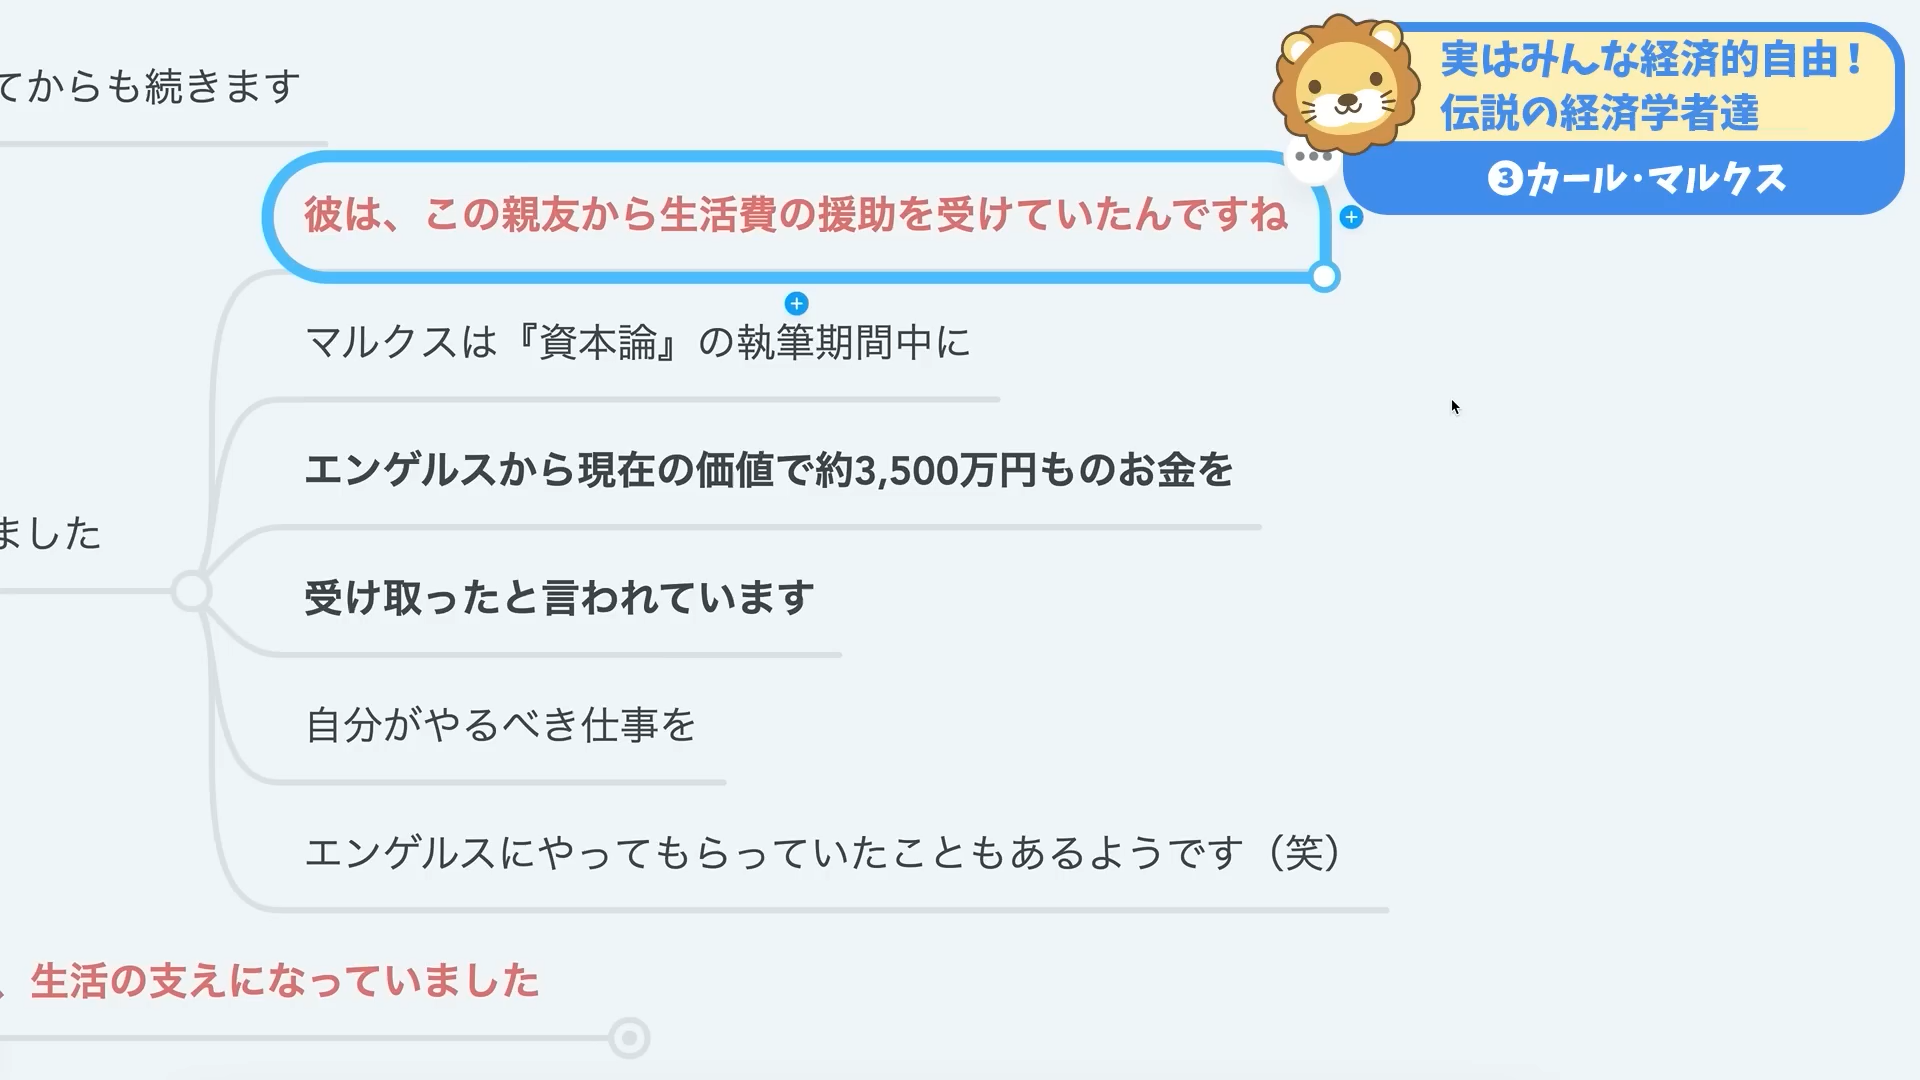 実はみんな経済的自由!
伝説の経済学者達
❸カール・マルクス
てからも続きます
彼は、この親友から生活費の援助を受けていたんですね
マルクスは『資本論』の執筆期間中に
エンゲルスから現在の価値で約3,500万円ものお金を
ました
受け取ったと言われています
自分がやるべき仕事を
エンゲルスにやってもらっていたこともあるようです（笑）
、生活の支えになっていました